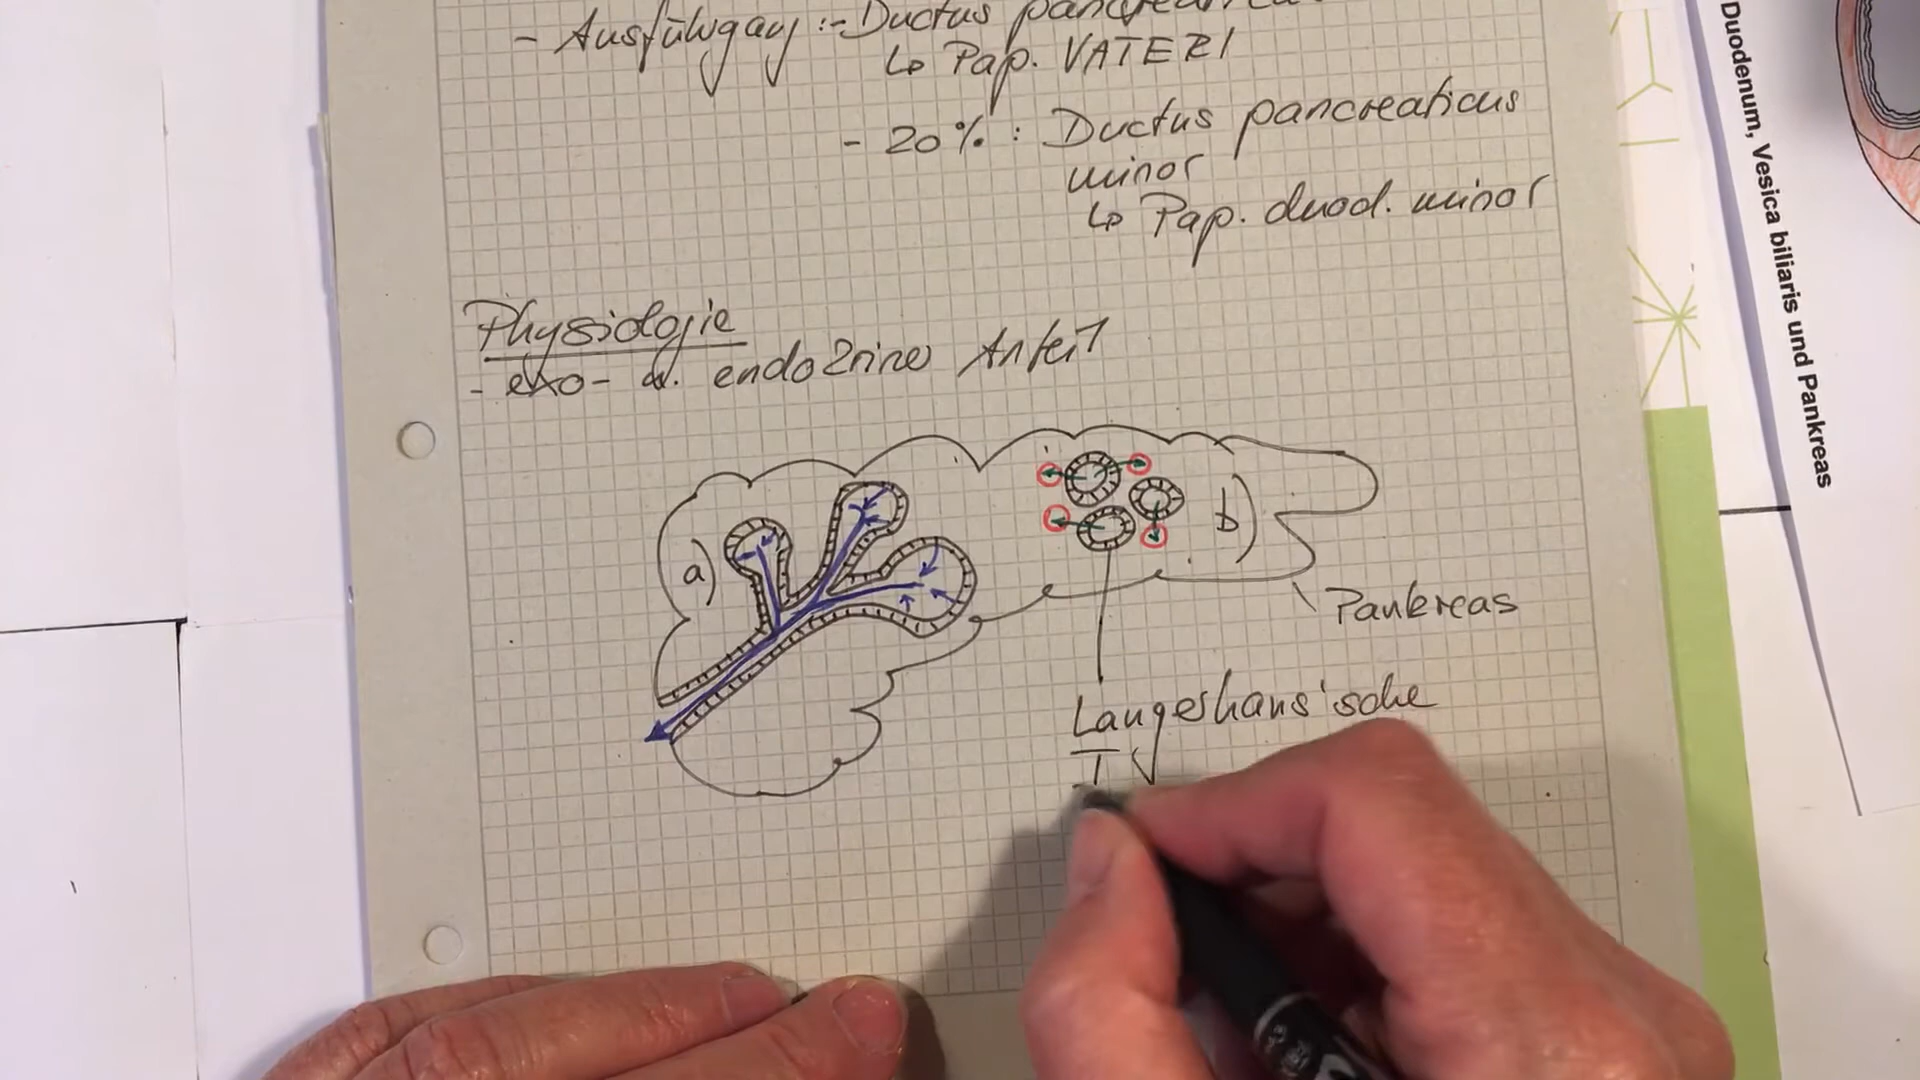 - Ausführgang :- Ductus pancreaticus
↳ Pap. VATERI
- 20% : Ductus pancreaticus
minor
↳ Pap. duod. minor
Physiologie
- exo- u. endokriner Anteil
a)
b)
Pankreas
Langeshans'sche
I
Duodenum, Vesica biliaris und Pankreas